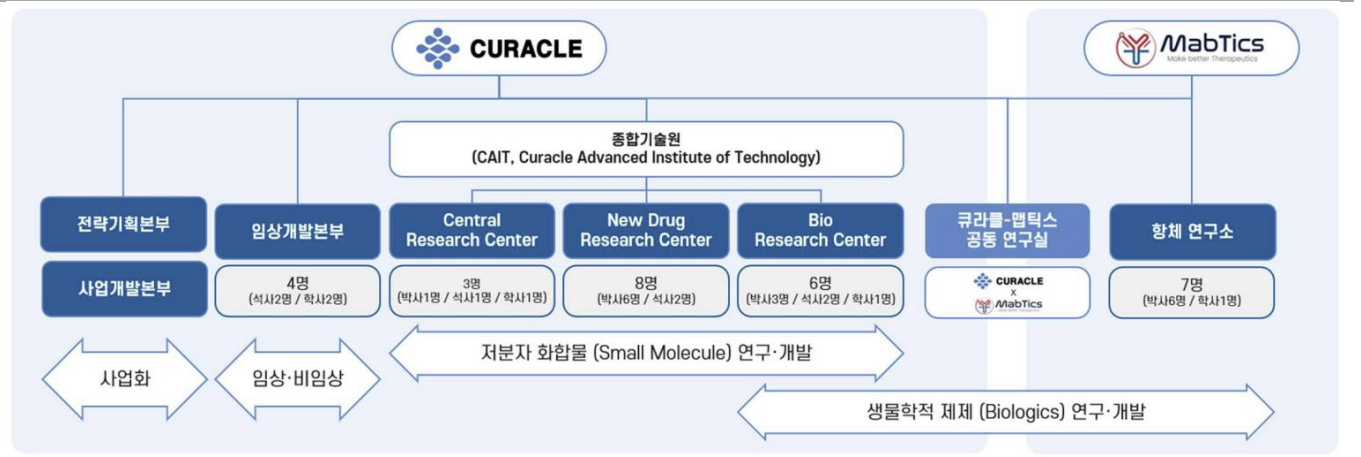 CURACLE
MabTics
Make better Therapeutics
종합기술원
(CAIT, Curacle Advanced Institute of Technology)
전략기획본부
사업개발본부
임상개발본부
4명
(석사2명 / 학사2명)
Central
Research Center
3명
(박사1명 / 석사1명 / 학사1명)
New Drug
Research Center
8명
(박사6명 / 석사2명)
Bio
Research Center
6명
(박사3명 / 석사2명 / 학사1명)
큐라클-맵틱스
공동 연구실
CURACLE
X
MabTics
항체 연구소
7명
(박사6명 / 학사1명)
사업화
임상·비임상
저분자 화합물 (Small Molecule) 연구·개발
생물학적 제제 (Biologics) 연구·개발